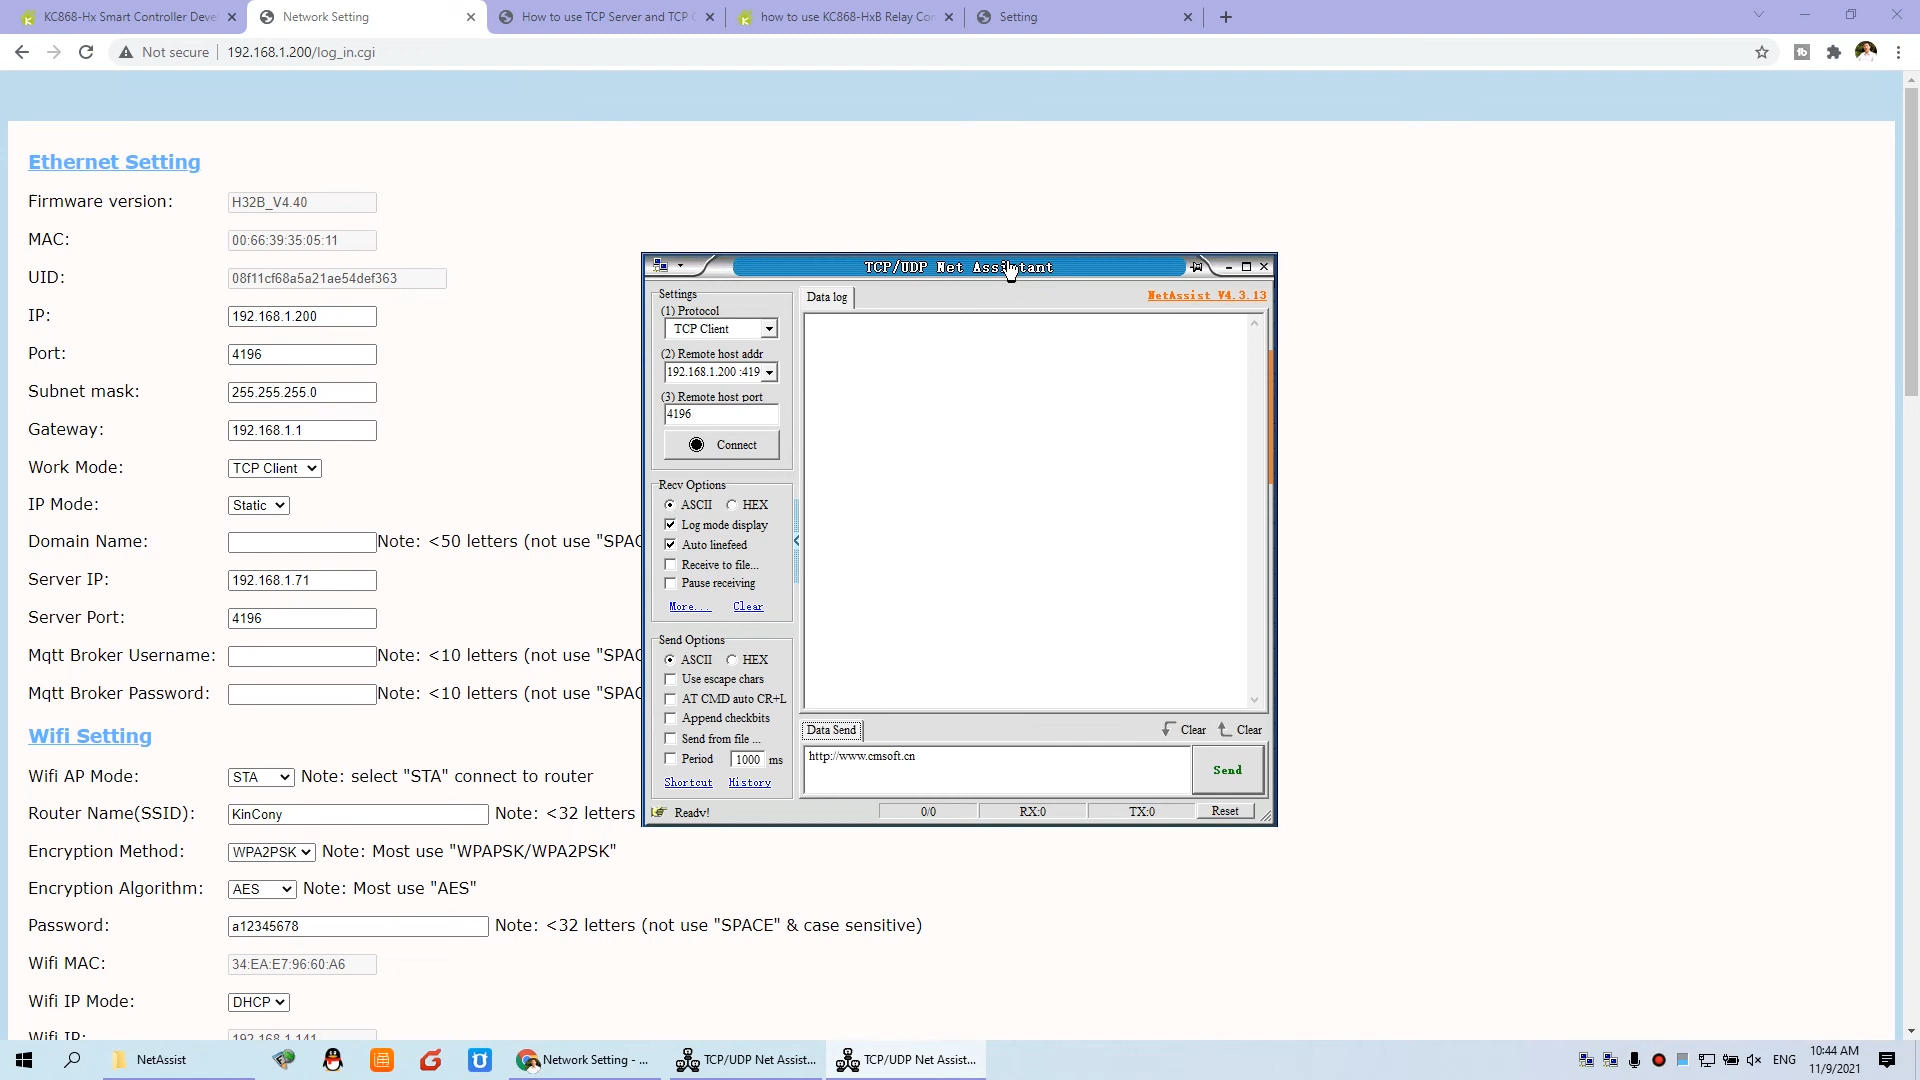 KC868-Hx Smart Controller Deve
Network Setting
How to use TCP Server and TCP C
how to use KC868-HxB Relay Con
Setting
Not secure
192.168.1.200/log_in.cgi
Ethernet Setting
Firmware version:
H32B_V4.40
MAC:
00:66:39:35:05:11
UID:
08f11cf68a5a21ae54def363
IP:
192.168.1.200
Port:
4196
Subnet mask:
255.255.255.0
Gateway:
192.168.1.1
Work Mode:
TCP Client
IP Mode:
Static
Domain Name:
Note: <50 letters (not use "SPAC
Server IP:
192.168.1.71
Server Port:
4196
Mqtt Broker Username:
Note: <10 letters (not use "SPAC
Mqtt Broker Password:
Note: <10 letters (not use "SPAC
Wifi Setting
Wifi AP Mode:
STA
Note: select "STA" connect to router
Router Name(SSID):
KinCony
Note: <32 letters
Encryption Method:
WPA2PSK
Note: Most use "WPAPSK/WPA2PSK"
Encryption Algorithm:
AES
Note: Most use "AES"
Password:
a12345678
Note: <32 letters (not use "SPACE" & case sensitive)
Wifi MAC:
34:EA:E7:96:60:A6
Wifi IP Mode:
DHCP
Wifi IP:
192.168.1.141
TCP/UDP Net Assistant
Settings
(1) Protocol
TCP Client
(2) Remote host addr
192.168.1.200 :419
(3) Remote host port
4196
Connect
Recv Options
ASCII
HEX
Log mode display
Auto linefeed
Receive to file...
Pause receiving
More...
Clear
Send Options
ASCII
HEX
Use escape chars
AT CMD auto CR+L
Append checkbits
Send from file ...
Period
1000 ms
Shortcut
History
Data log
NetAssist V4.3.13
Data Send
Clear
Clear
http://www.cmsoft.cn
Send
Ready!
0/0
RX:0
TX:0
Reset
NetAssist
Network Setting - ...
TCP/UDP Net Assist...
TCP/UDP Net Assist...
ENG
10:44 AM
11/9/2021